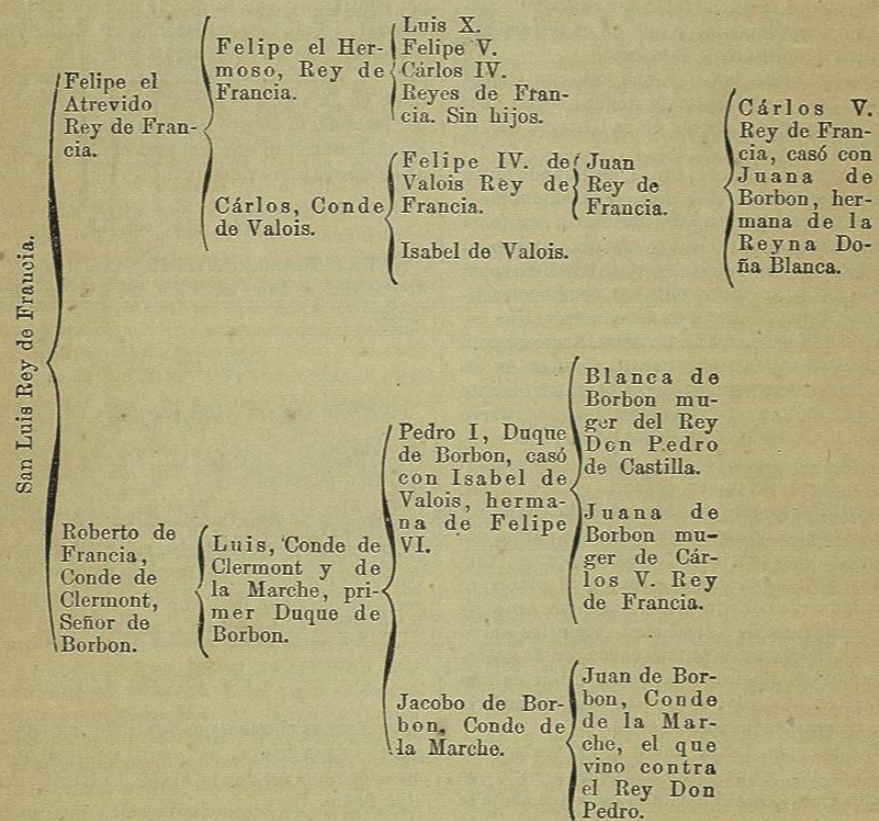 San Luis Rey de Francia.
Felipe el
Atrevido
Rey de Fran-
cia.
Felipe el Her-
moso, Rey de
Francia.
Luis X.
Felipe V.
Cárlos IV.
Reyes de Fran-
cia. Sin hijos.
Cárlos, Conde
de Valois.
Felipe IV. de
Valois Rey de
Francia.
Isabel de Valois.
Juan
Rey de
Francia.
Cárlos V.
Rey de Fran-
cia, casó con
Juana de
Borbon, her-
mana de la
Reyna Do-
ña Blanca.
Roberto de
Francia,
Conde de
Clermont,
Señor de
Borbon.
Luis, Conde de
Clermont y de
la Marche, pri-
mer Duque de
Borbon.
Pedro I, Duque
de Borbon, casó
con Isabel de
Valois, herma-
na de Felipe
VI.
Blanca de
Borbon mu-
ger del Rey
Don Pedro
de Castilla.
Juana de
Borbon mu-
ger de Cár-
los V. Rey
de Francia.
Jacobo de Bor-
bon, Conde de
la Marche.
Juan de Bor-
bon, Conde
de la Mar-
che, el que
vino contra
el Rey Don
Pedro.